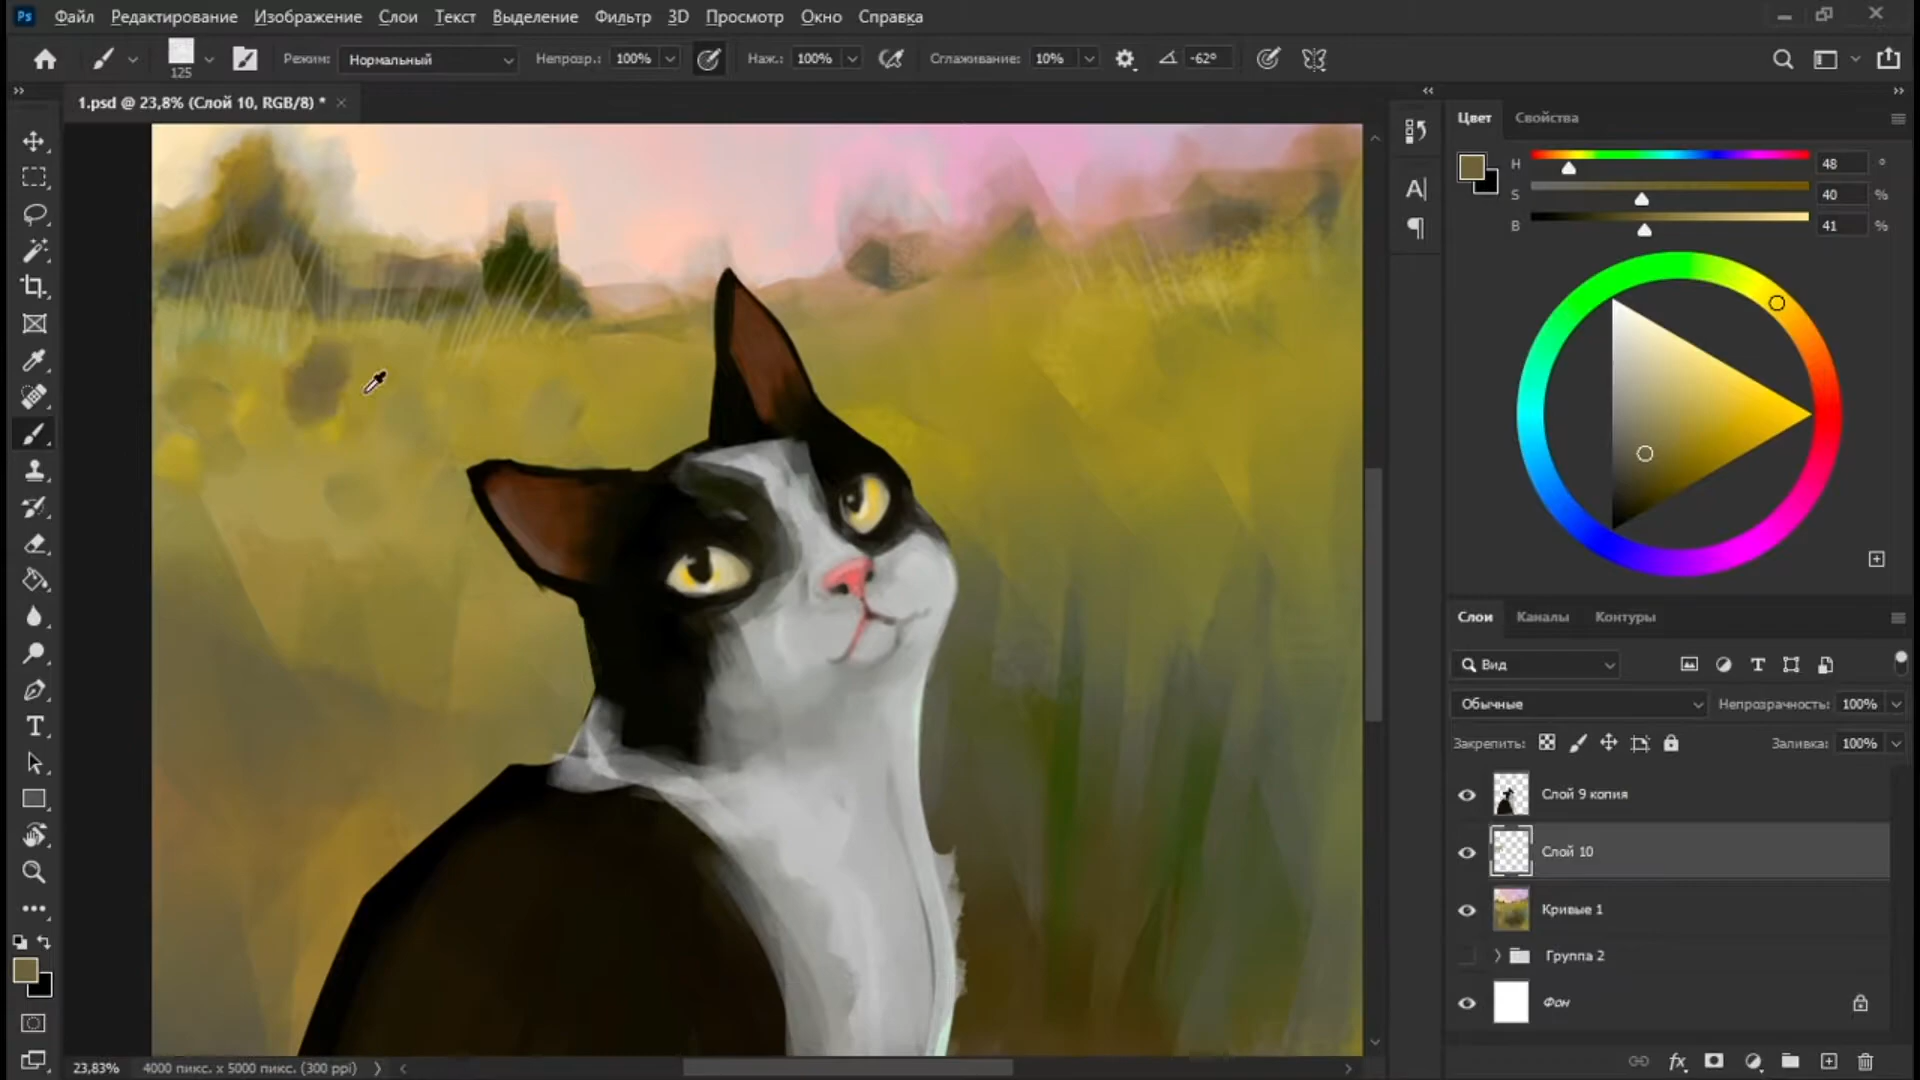 Ps Файл Редактирование Изображение Слои Текст Выделение Фильтр 3D Просмотр Окно Справка
125 Режим: Нормальный Непрозр.: 100% Наж.: 100% Сглаживание: 10% -62°
1.psd @ 23,8% (Слой 10, RGB/8) *
Цвет Свойства
H 48 °
S 40 %
B 41 %
Слои Каналы Контуры
Вид
Обычные Непрозрачность: 100%
Закрепить: Заливка: 100%
Слой 9 копия
Слой 10
Кривые 1
Группа 2
Фон
23,83% 4000 пикс. x 5000 пикс. (300 ppi)